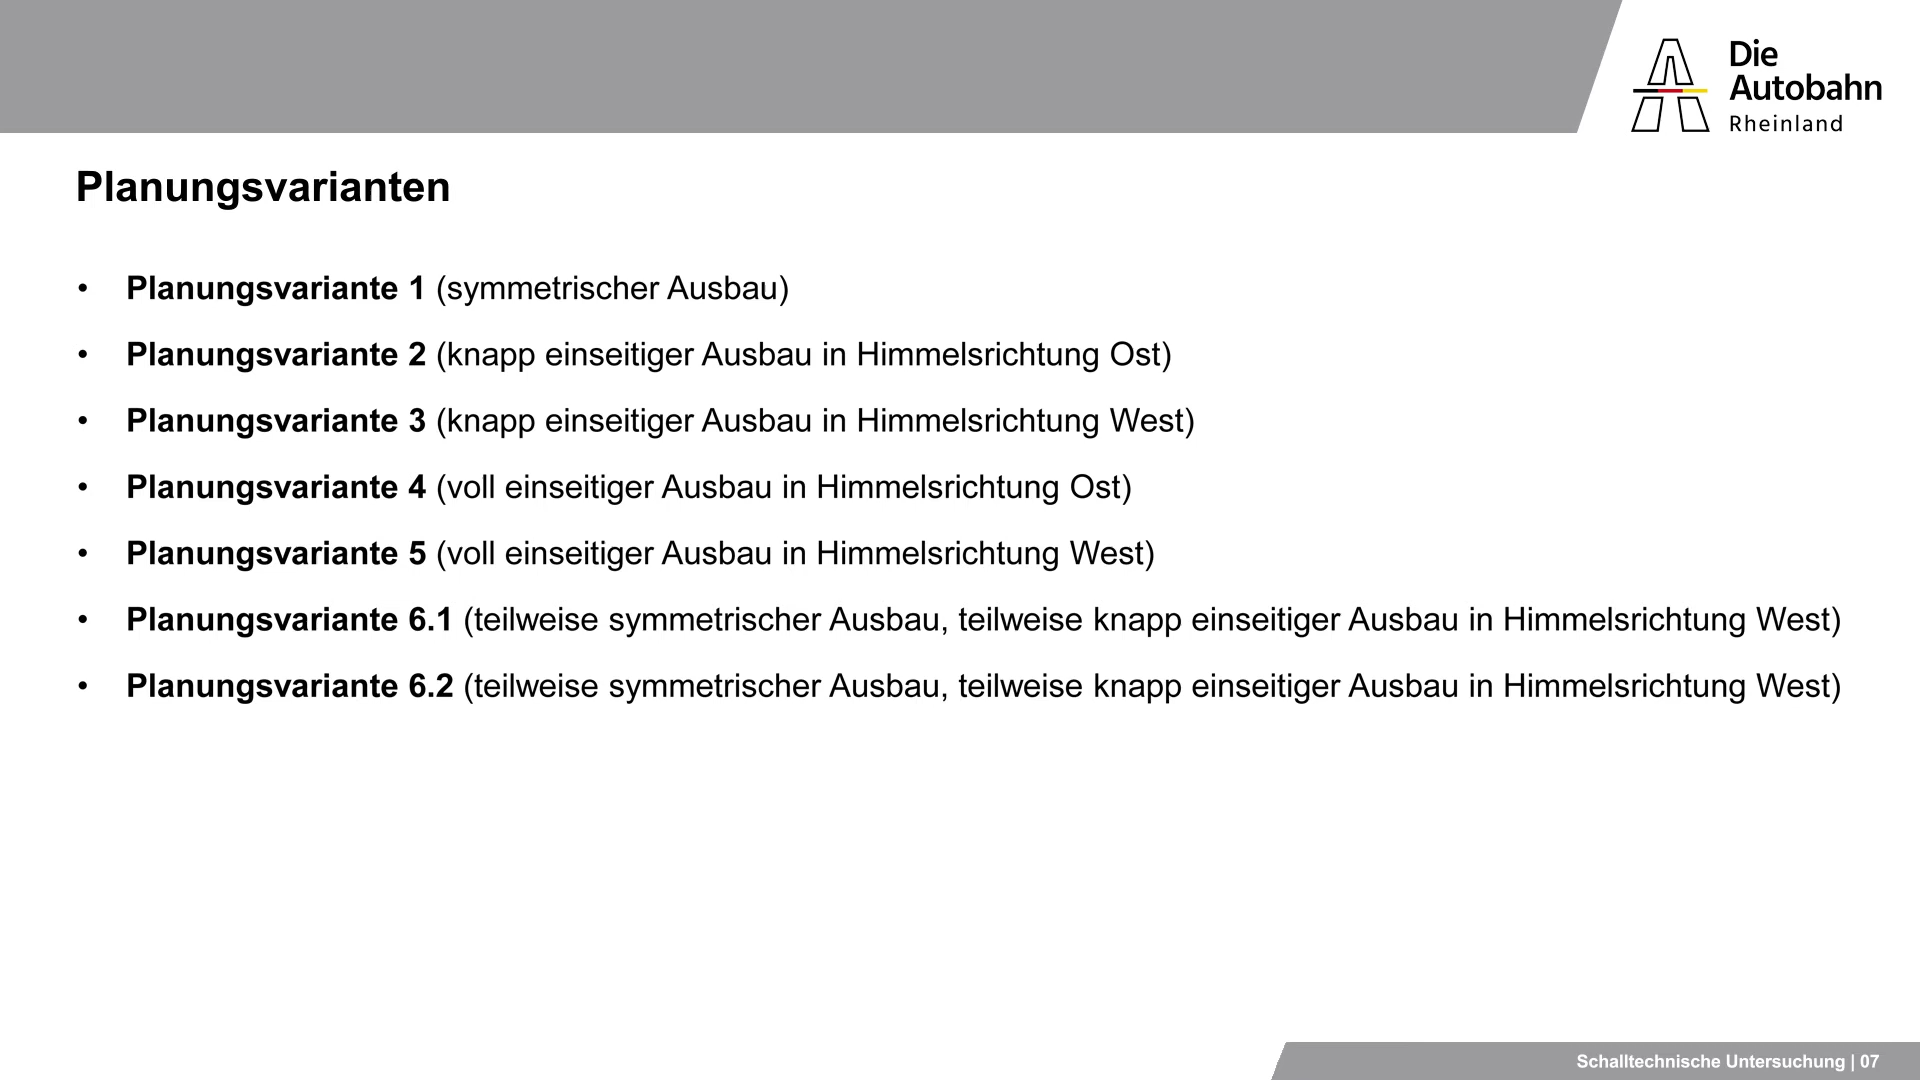 Die
Autobahn
Rheinland
Planungsvarianten
• Planungsvariante 1 (symmetrischer Ausbau)
• Planungsvariante 2 (knapp einseitiger Ausbau in Himmelsrichtung Ost)
• Planungsvariante 3 (knapp einseitiger Ausbau in Himmelsrichtung West)
• Planungsvariante 4 (voll einseitiger Ausbau in Himmelsrichtung Ost)
• Planungsvariante 5 (voll einseitiger Ausbau in Himmelsrichtung West)
• Planungsvariante 6.1 (teilweise symmetrischer Ausbau, teilweise knapp einseitiger Ausbau in Himmelsrichtung West)
• Planungsvariante 6.2 (teilweise symmetrischer Ausbau, teilweise knapp einseitiger Ausbau in Himmelsrichtung West)
Schalltechnische Untersuchung | 07